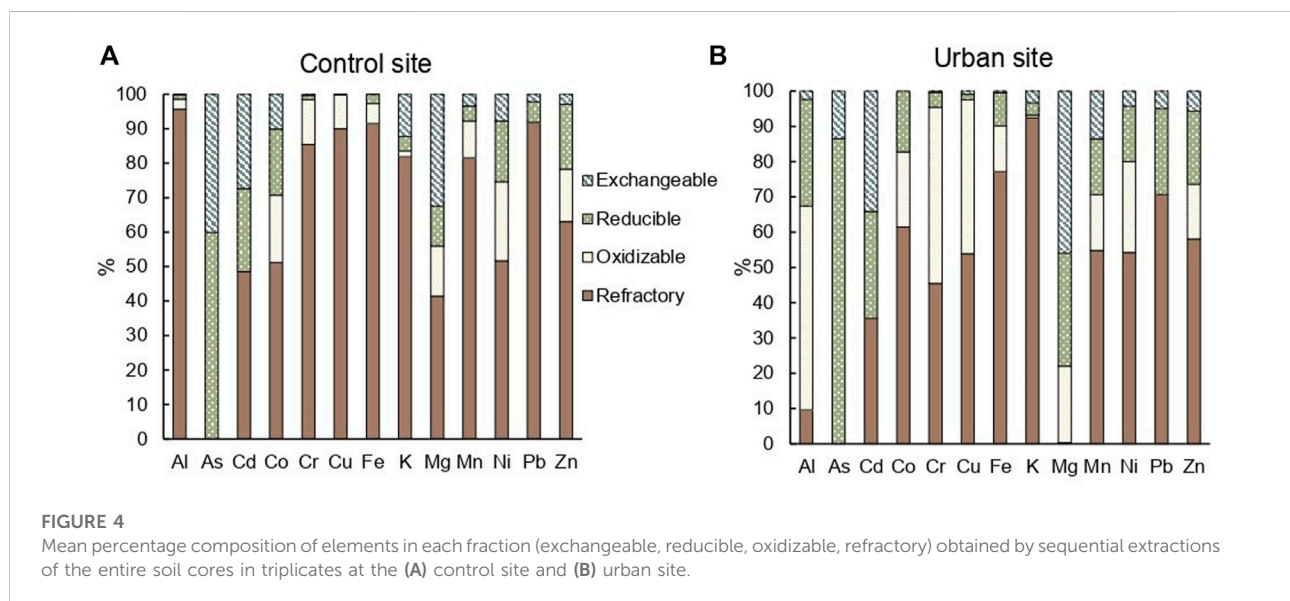 A
Control site
100
90
80
70
60
50
40
30
20
10
0
%
Al As Cd Co Cr Cu Fe K Mg Mn Ni Pb Zn
Exchangeable
Reducible
Oxidizable
Refractory
B
Urban site
100
90
80
70
60
50
40
30
20
10
0
%
Al As Cd Co Cr Cu Fe K Mg Mn Ni Pb Zn
FIGURE 4
Mean percentage composition of elements in each fraction (exchangeable, reducible, oxidizable, refractory) obtained by sequential extractions
of the entire soil cores in triplicates at the (A) control site and (B) urban site.